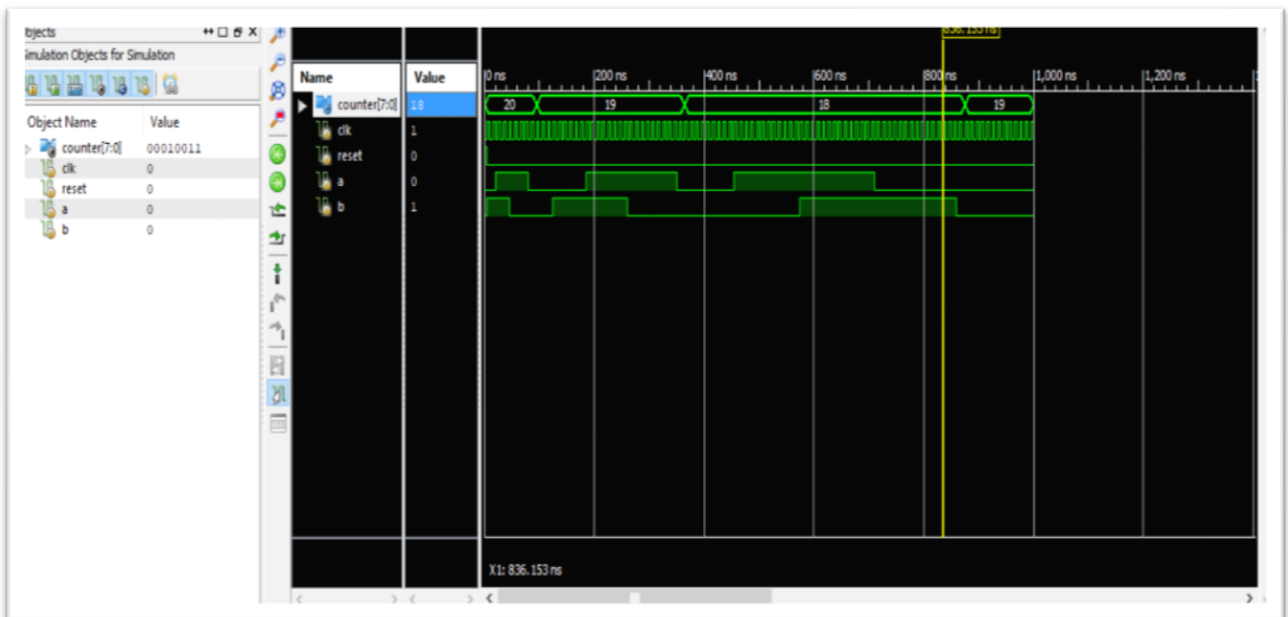 Simulation Objects for Simulation
Object Name Value
counter[7:0] 00010011
clk 0
reset 0
a 0
b 0
Name Value
counter[7:0] 18
clk 1
reset 0
a 0
b 1
836.153 ns
0 ns 200 ns 400 ns 600 ns 800 ns 1,000 ns 1,200 ns
20 19 18 19
X1: 836.153 ns